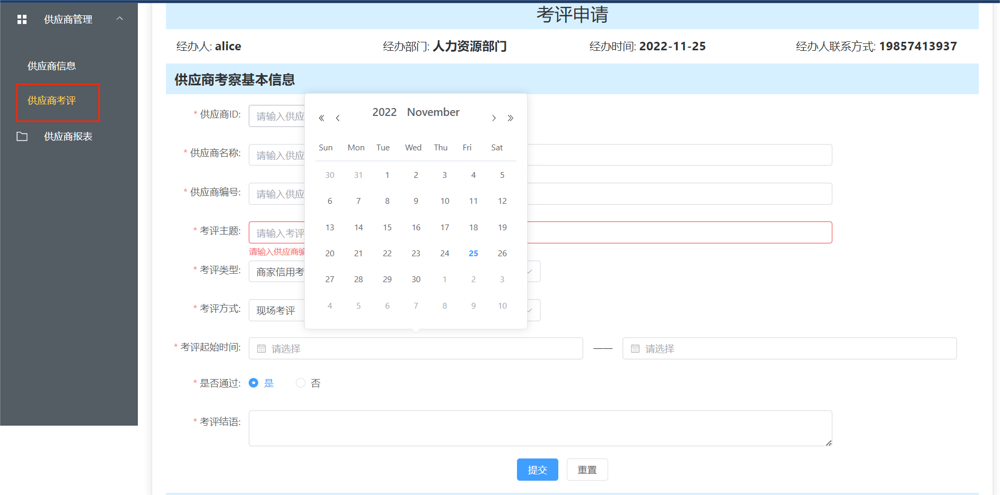 供应商管理
供应商信息
供应商考评
供应商报表
考评申请
经办人: alice 经办部门: 人力资源部门 经办时间: 2022-11-25 经办人联系方式: 19857413937
供应商考察基本信息
* 供应商ID: 请输入供应
* 供应商名称: 请输入供应
* 供应商编号: 请输入供应
* 考评主题: 请输入考评
请输入供应商编
* 考评类型: 商家信用考
* 考评方式: 现场考评
2022 November
Sun Mon Tue Wed Thu Fri Sat
30 31 1 2 3 4 5
6 7 8 9 10 11 12
13 14 15 16 17 18 19
20 21 22 23 24 25 26
27 28 29 30 1 2 3
4 5 6 7 8 9 10
* 考评起始时间: 请选择 —— 请选择
* 是否通过: 是 否
* 考评结语:
提交 重置